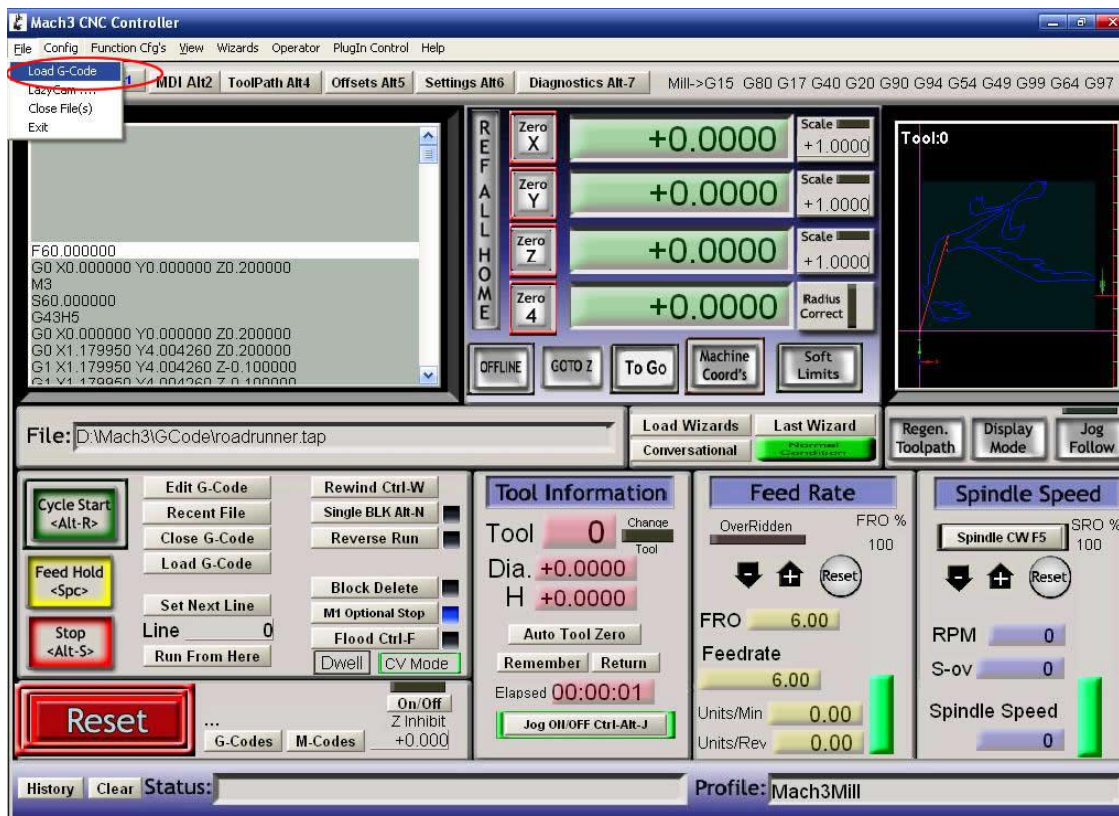 Mach3 CNC Controller
File Config Function Cfg's View Wizards Operator PlugIn Control Help
Load G-Code
LazyCam ....
Close File(s)
Exit
1 MDI Alt2 ToolPath Alt4 Offsets Alt5 Settings Alt6 Diagnostics Alt-7 Mill->G15 G80 G17 G40 G20 G90 G94 G54 G49 G99 G64 G97
F60.000000
G0 X0.000000 Y0.000000 Z0.200000
M3
S60.000000
G43H5
G0 X0.000000 Y0.000000 Z0.200000
G0 X1.179950 Y4.004260 Z0.200000
G1 X1.179950 Y4.004260 Z-0.100000
G1 X1.179950 Y4.004260 Z-0.100000
REF ALL HOME
Zero X +0.0000 Scale +1.0000
Zero Y +0.0000 Scale +1.0000
Zero Z +0.0000 Scale +1.0000
Zero 4 +0.0000 Radius Correct
OFFLINE GOTO Z To Go Machine Coord's Soft Limits
Tool:0
File: D:\Mach3\GCode\roadrunner.tap
Load Wizards Last Wizard
Conversational Normal Condition
Regen. Toolpath Display Mode Jog Follow
Cycle Start <Alt-R>
Feed Hold <Spc>
Stop <Alt-S>
Edit G-Code Rewind Ctrl-W
Recent File Single BLK Alt-N
Close G-Code Reverse Run
Load G-Code
Block Delete
Set Next Line M1 Optional Stop
Line 0 Flood Ctrl-F
Run From Here Dwell CV Mode
Reset
...
G-Codes M-Codes
On/Off
Z Inhibit
+0.000
Tool Information
Tool 0 Change Tool
Dia. +0.0000
H +0.0000
Auto Tool Zero
Remember Return
Elapsed 00:00:01
Jog ON/OFF Ctrl-Alt-J
Feed Rate
OverRidden FRO %
100
Reset
FRO 6.00
Feedrate
6.00
Units/Min 0.00
Units/Rev 0.00
Spindle Speed
Spindle CW F5 SRO %
100
Reset
RPM 0
S-ov 0
Spindle Speed
0
History Clear Status: Profile: Mach3Mill